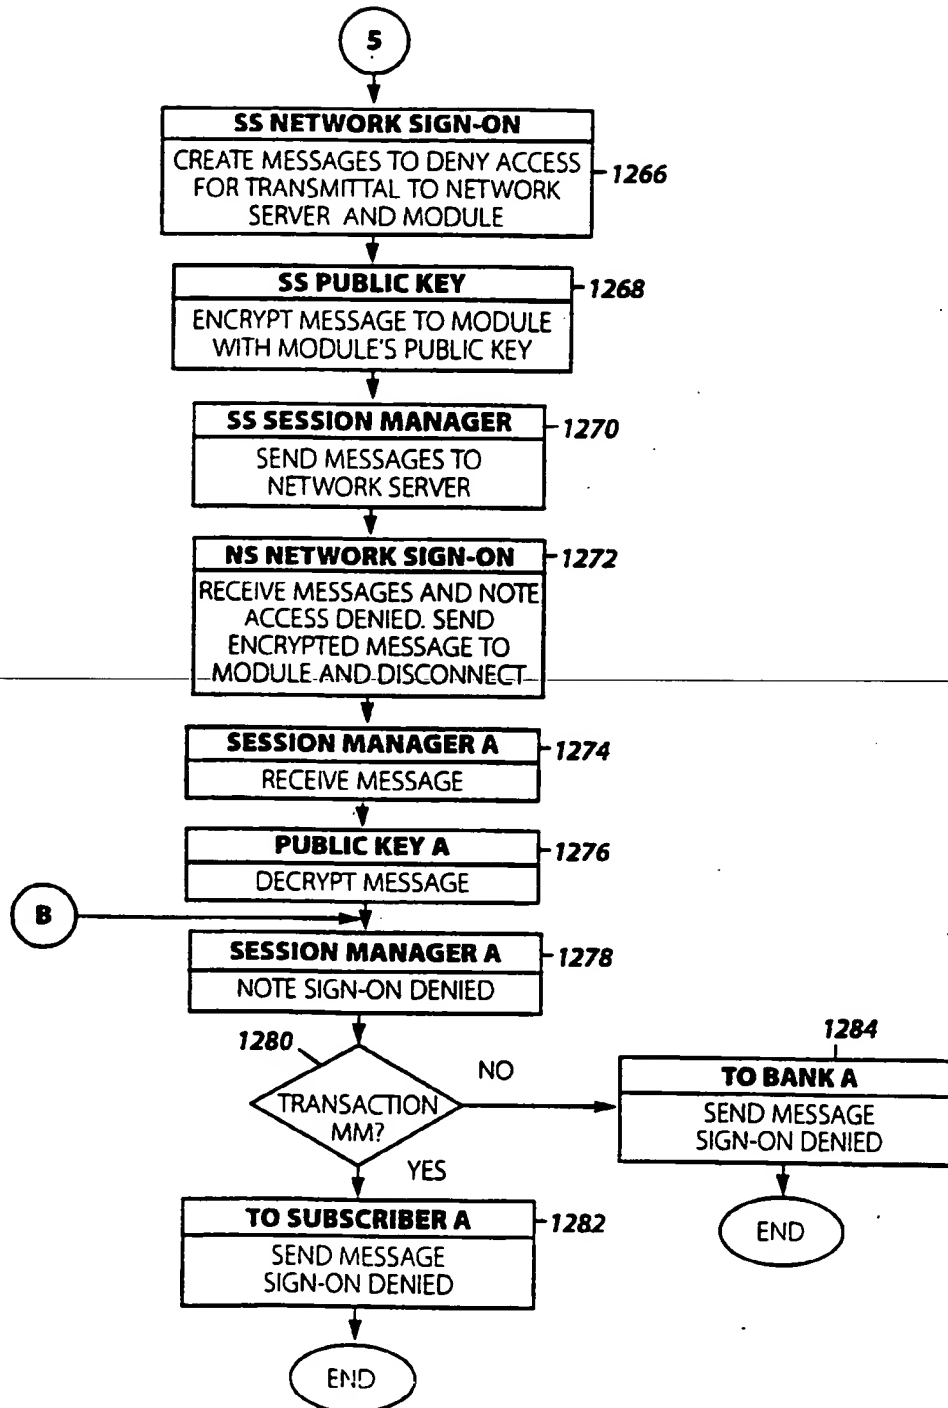 5
SS NETWORK SIGN-ON
CREATE MESSAGES TO DENY ACCESS
FOR TRANSMITTAL TO NETWORK
SERVER AND MODULE
1266
SS PUBLIC KEY
1268
ENCRYPT MESSAGE TO MODULE
WITH MODULE'S PUBLIC KEY
SS SESSION MANAGER
1270
SEND MESSAGES TO
NETWORK SERVER
NS NETWORK SIGN-ON
1272
RECEIVE MESSAGES AND NOTE
ACCESS DENIED. SEND
ENCRYPTED MESSAGE TO
MODULE AND DISCONNECT
SESSION MANAGER A
1274
RECEIVE MESSAGE
PUBLIC KEY A
1276
DECRYPT MESSAGE
B
SESSION MANAGER A
1278
NOTE SIGN-ON DENIED
1280
TRANSACTION
MM?
NO
YES
1284
TO BANK A
SEND MESSAGE
SIGN-ON DENIED
END
TO SUBSCRIBER A
1282
SEND MESSAGE
SIGN-ON DENIED
END